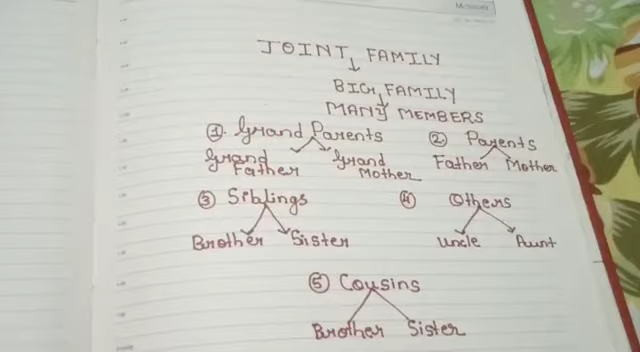 JOINT FAMILY
BIG FAMILY
MANY MEMBERS
① Grand Parents
Grand Father
Grand Mother
② Parents
Father Mother
③ Siblings
Brother Sister
④ Others
Uncle Aunt
⑤ Cousins
Brother Sister